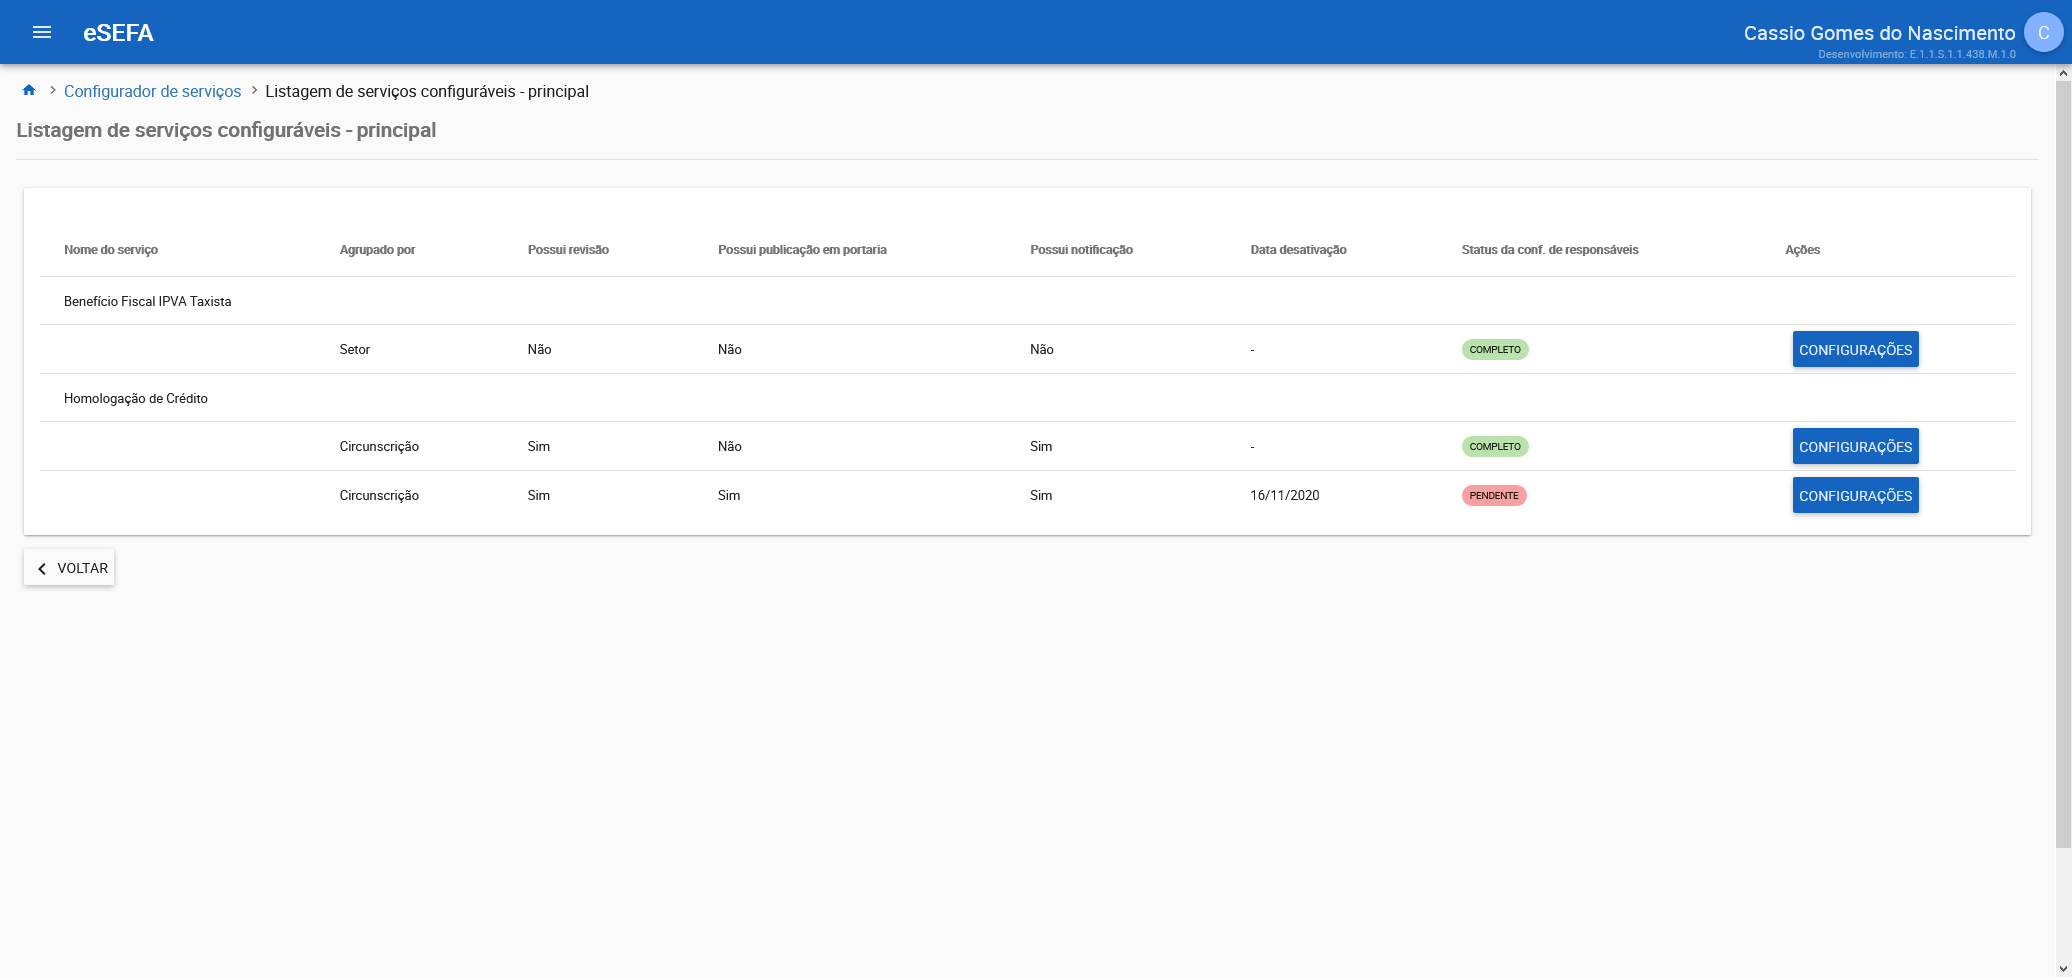 eSEFA
Cassio Gomes do Nascimento
C
Desenvolvimento: E.1.1.S.1.1.438.M.1.0
Configurador de serviços Listagem de serviços configuráveis - principal
Listagem de serviços configuráveis - principal
Nome do serviço Agrupado por Possui revisão Possui publicação em portaria Possui notificação Data desativação Status da conf. de responsáveis Ações
Benefício Fiscal IPVA Taxista
Setor Não Não Não - COMPLETO CONFIGURAÇÕES
Homologação de Crédito
Circunscrição Sim Não Sim - COMPLETO CONFIGURAÇÕES
Circunscrição Sim Sim Sim 16/11/2020 PENDENTE CONFIGURAÇÕES
VOLTAR